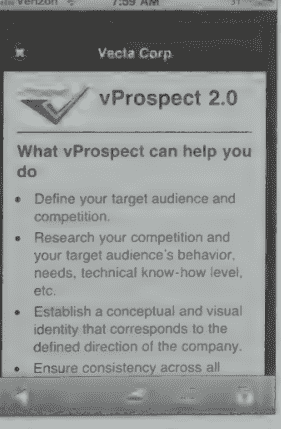 Verizon 7:59 AM 31
Vecta Corp
vProspect 2.0
What vProspect can help you
do
• Define your target audience and
competition.
• Research your competition and
your target audience's behavior,
needs, technical know-how level,
etc.
• Establish a conceptual and visual
identity that corresponds to the
defined direction of the company.
• Ensure consistency across all